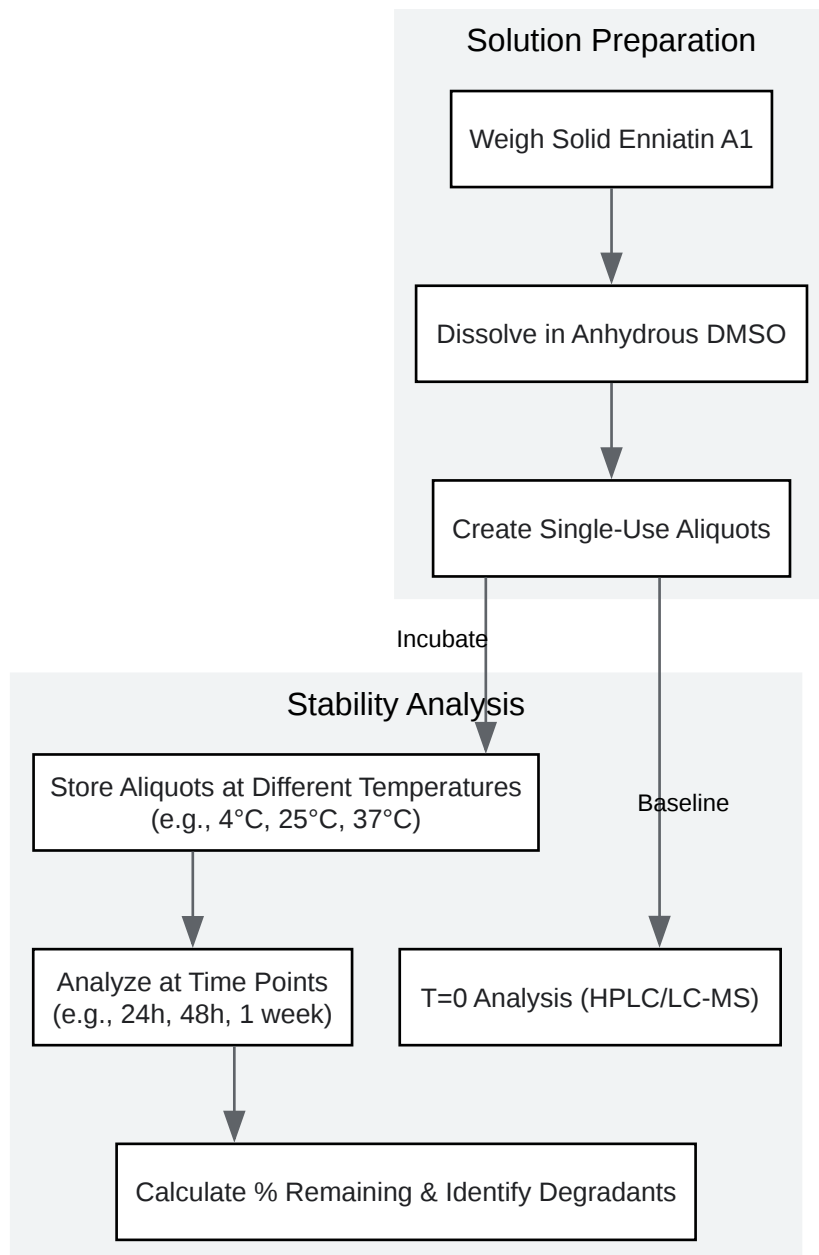 Solution Preparation
Weigh Solid Enniatin A1
Dissolve in Anhydrous DMSO
Create Single-Use Aliquots
Incubate
Stability Analysis
Store Aliquots at Different Temperatures
(e.g., 4°C, 25°C, 37°C)
Baseline
Analyze at Time Points
(e.g., 24h, 48h, 1 week)
T=0 Analysis (HPLC/LC-MS)
Calculate % Remaining & Identify Degradants